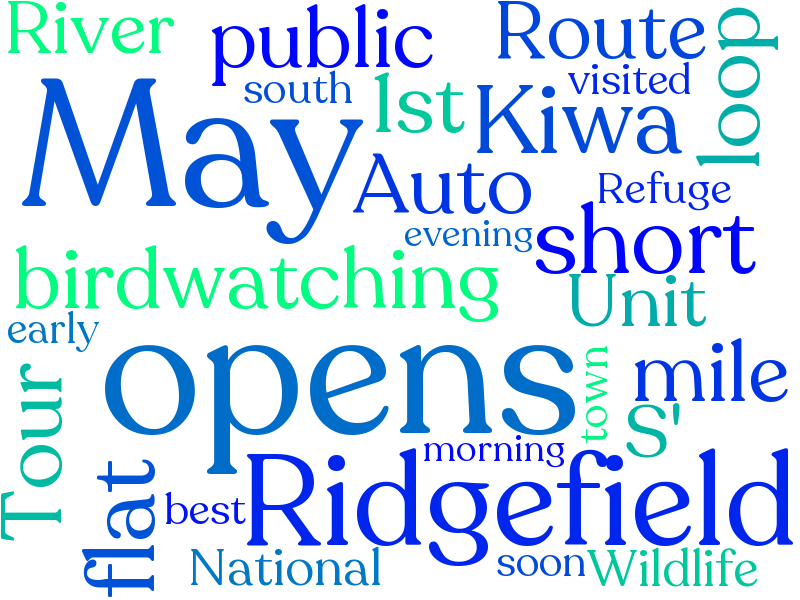 River
public
Route
loop
south
visited
May
1st
Kiwa
Auto
Refuge
evening
short
birdwatching
Unit
early
opens
town
mile
Tour
S'
morning
flat
best
Ridgefield
National
soon
Wildlife